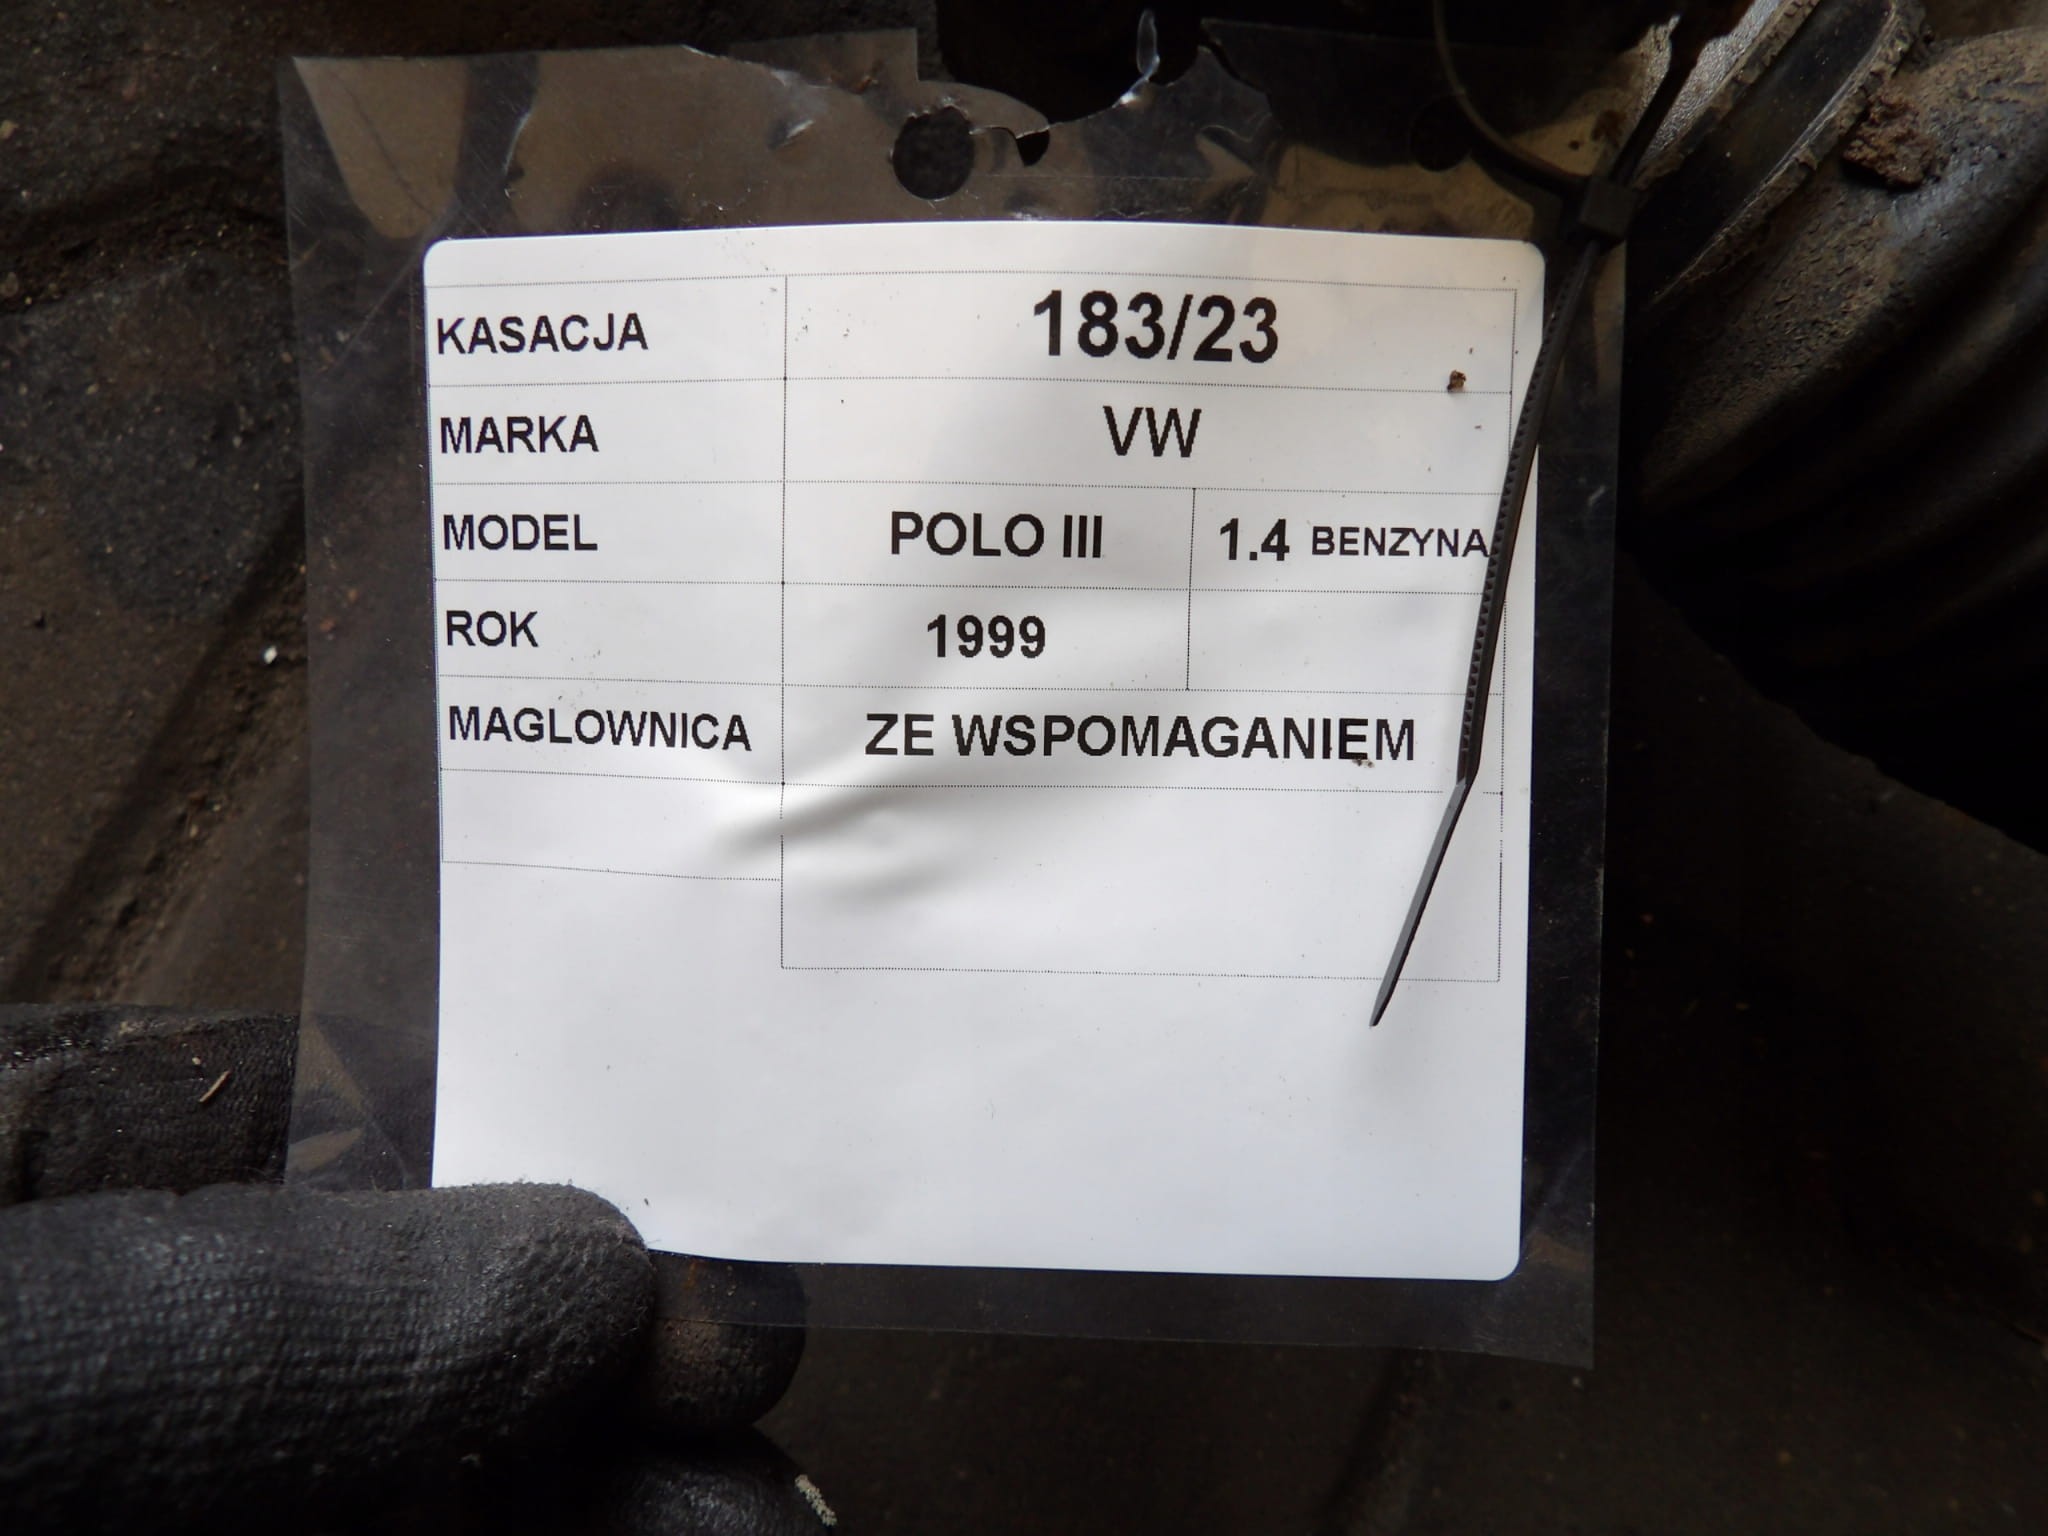 KASACJA 183/23
MARKA VW
MODEL POLO III 1.4 BENZYNA
ROK 1999
MAGLOWNICA ZE WSPOMAGANIEM